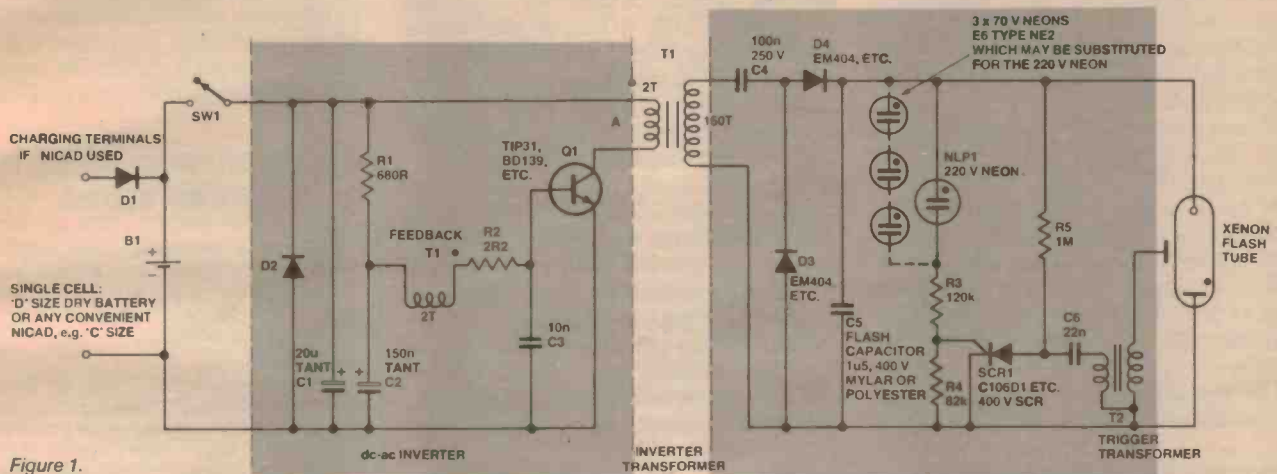 CHARGING TERMINALS
IF NICAD USED
D1
B1
+
−
SINGLE CELL:
'D' SIZE DRY BATTERY
OR ANY CONVENIENT
NICAD, e.g. 'C' SIZE
SW1
D2
20u
TANT
C1
+
150n
TANT
C2
+
R1
680R
FEEDBACK
T1
2T
R2
2R2
10n
C3
TIP31,
BD139,
ETC.
Q1
dc-ac INVERTER
2T
A
T1
150T
INVERTER
TRANSFORMER
100n
250 V
C4
D4
EM404, ETC.
D3
EM404
ETC.
C5
FLASH
CAPACITOR
1u5, 400 V
MYLAR OR
POLYESTER
3 x 70 V NEONS
E6 TYPE NE2
WHICH MAY BE SUBSTITUTED
FOR THE 220 V NEON
NLP1
220 V NEON
R3
120k
R4
82k
SCR1
C106D1 ETC.
400 V SCR
R5
1M
C6
22n
T2
TRIGGER
TRANSFORMER
XENON
FLASH
TUBE
Figure 1.